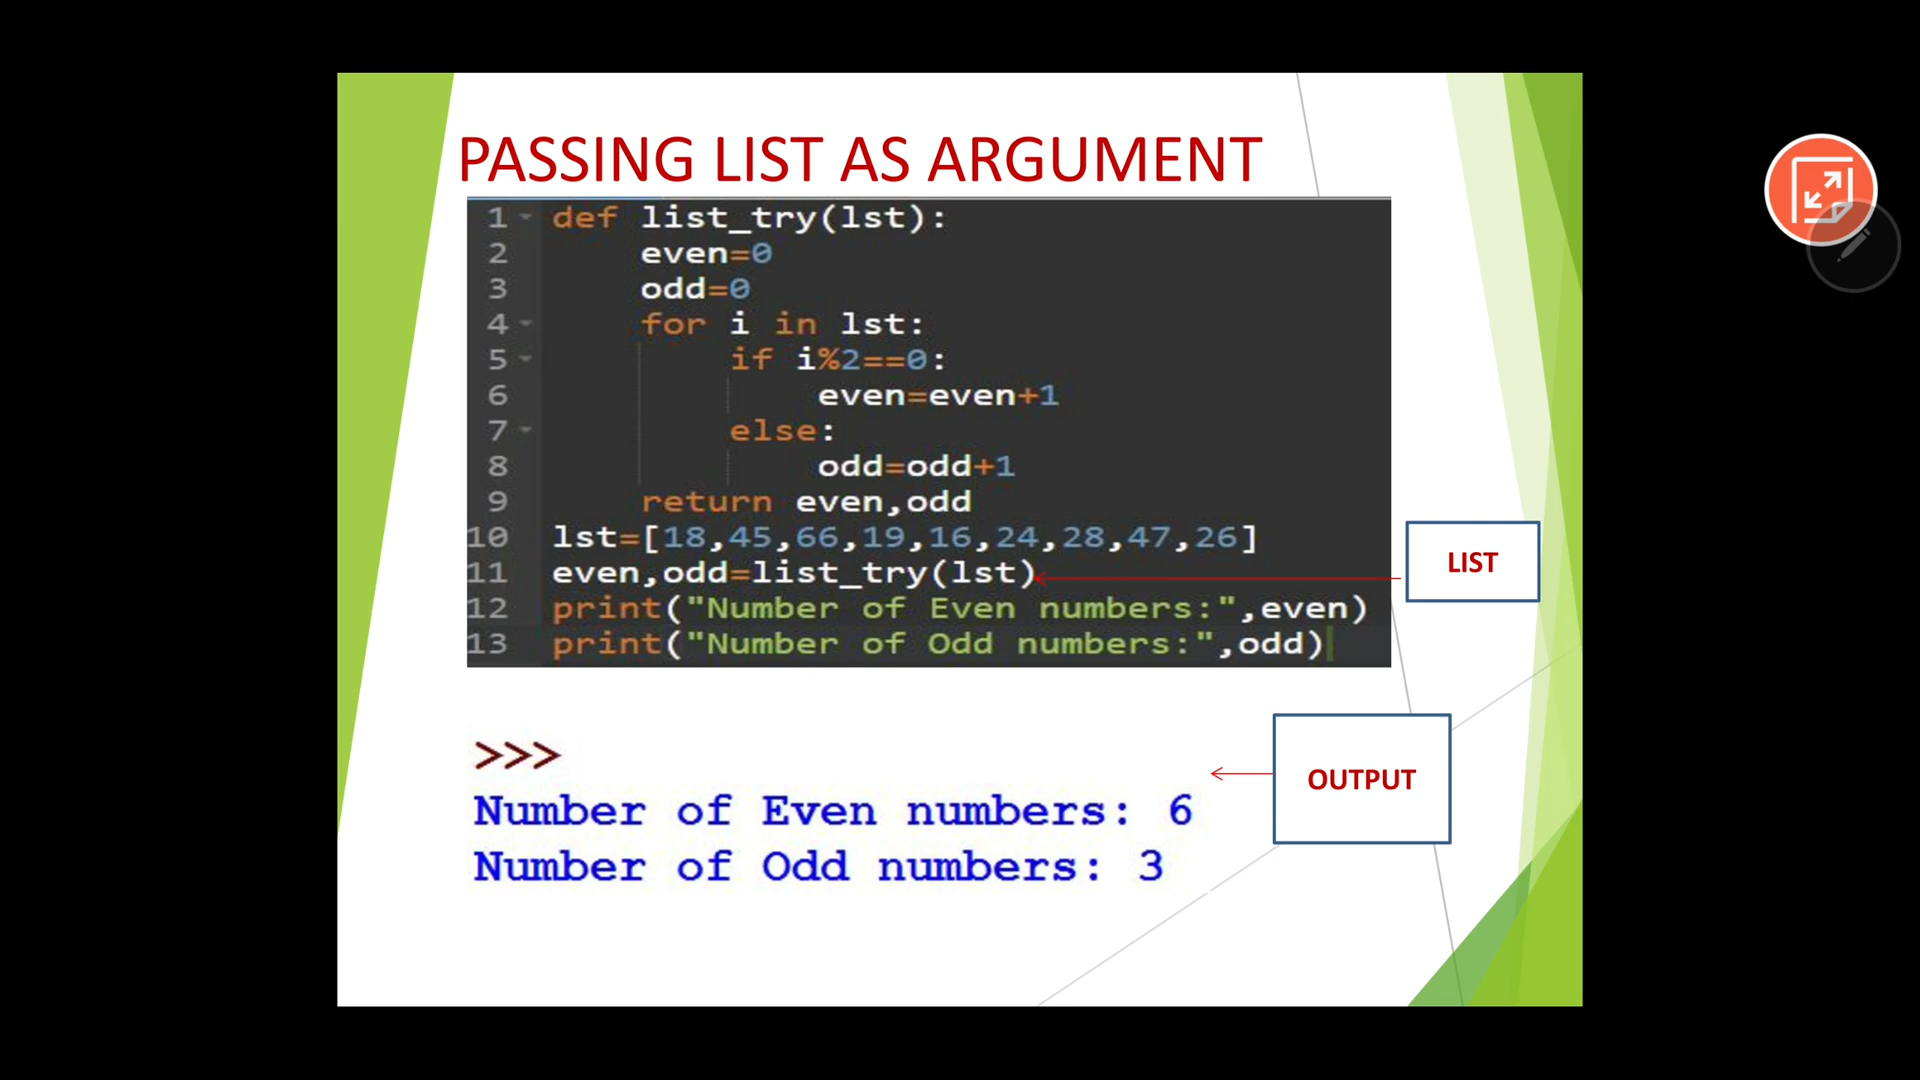 PASSING LIST AS ARGUMENT
1 def list_try(lst):
2 even=0
3 odd=0
4 for i in lst:
5 if i%2==0:
6 even=even+1
7 else:
8 odd=odd+1
9 return even,odd
10 lst=[18,45,66,19,16,24,28,47,26]
11 even,odd=list_try(lst)
12 print("Number of Even numbers:",even)
13 print("Number of Odd numbers:",odd)
LIST
>>>
Number of Even numbers: 6
Number of Odd numbers: 3
OUTPUT